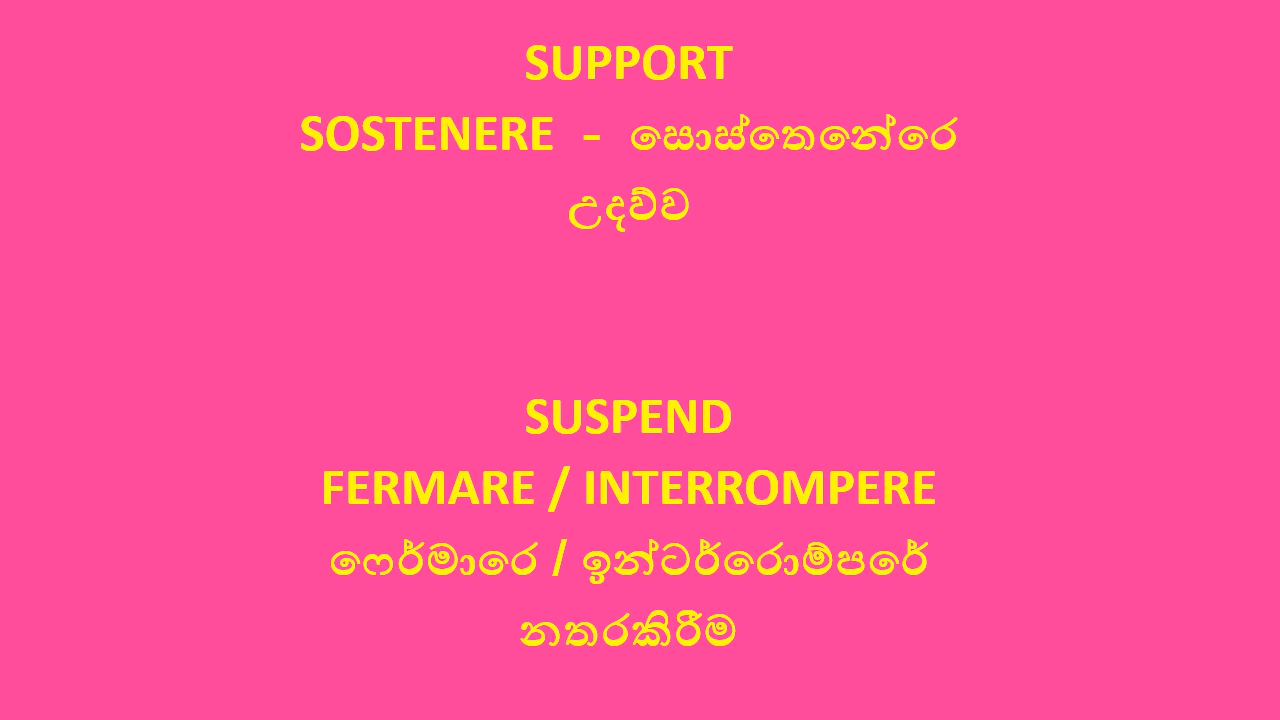 SUPPORT
SOSTENERE - සොස්තෙනේරෙ
උදව්ව
SUSPEND
FERMARE / INTERROMPERE
ෆෙර්මාරෙ / ඉන්ටර්රොම්පරේ
නතරකිරීම